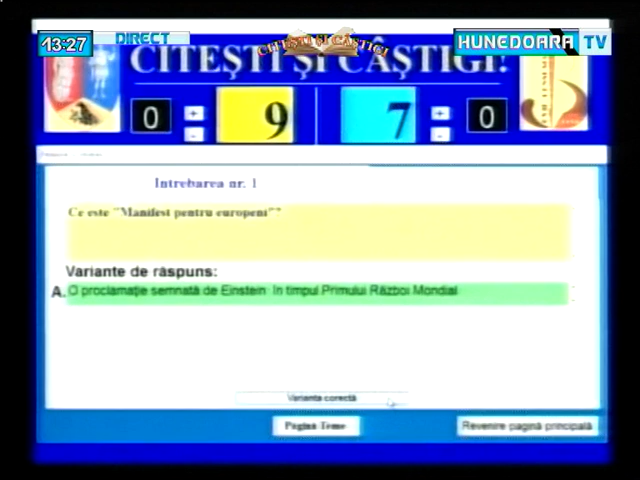 13:27
DIRECT
CITEŞTI ŞI CÂŞTIGI
HUNEDOARA TV
CITEŞTI ŞI CÂŞTIGI!
0 + - 9 7 + - 0
Intrebarea nr. 1
Ce este "Manifest pentru europeni"?
Variante de răspuns:
A. O proclamaţie semnată de Einstein în timpul Primului Război Mondial
Varianta corectă
Pagina Teme
Revenire pagină principală